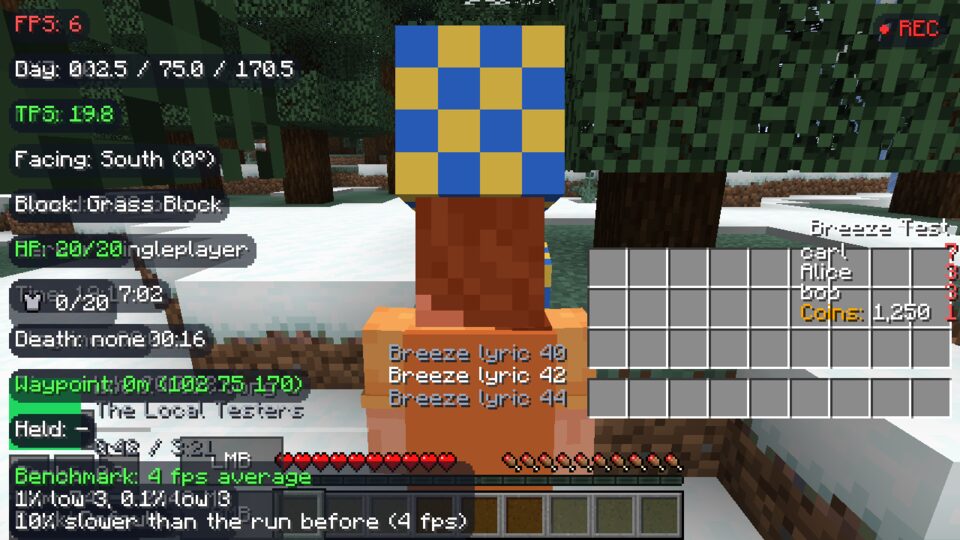 FPS: 6
REC
Day: 002.5 / 75.0 / 170.5
TPS: 19.8
Facing: South (0°)
Block: Grass Block
Breeze Test
HP: 20/20 ingleplayer
carl 7
Alice 3
bob 3
Coins: 1,250 1
0/20 17:02
Death: none 00:16
Breeze lyric 40
Breeze lyric 42
Breeze lyric 44
Waypoint: 0m (102 75 170)
The Local Testers
Held: —
0:42 / 3:21
LMB
Benchmark: 4 fps average
1% low 3, 0.1% low 3
10% slower than the run before (4 fps)